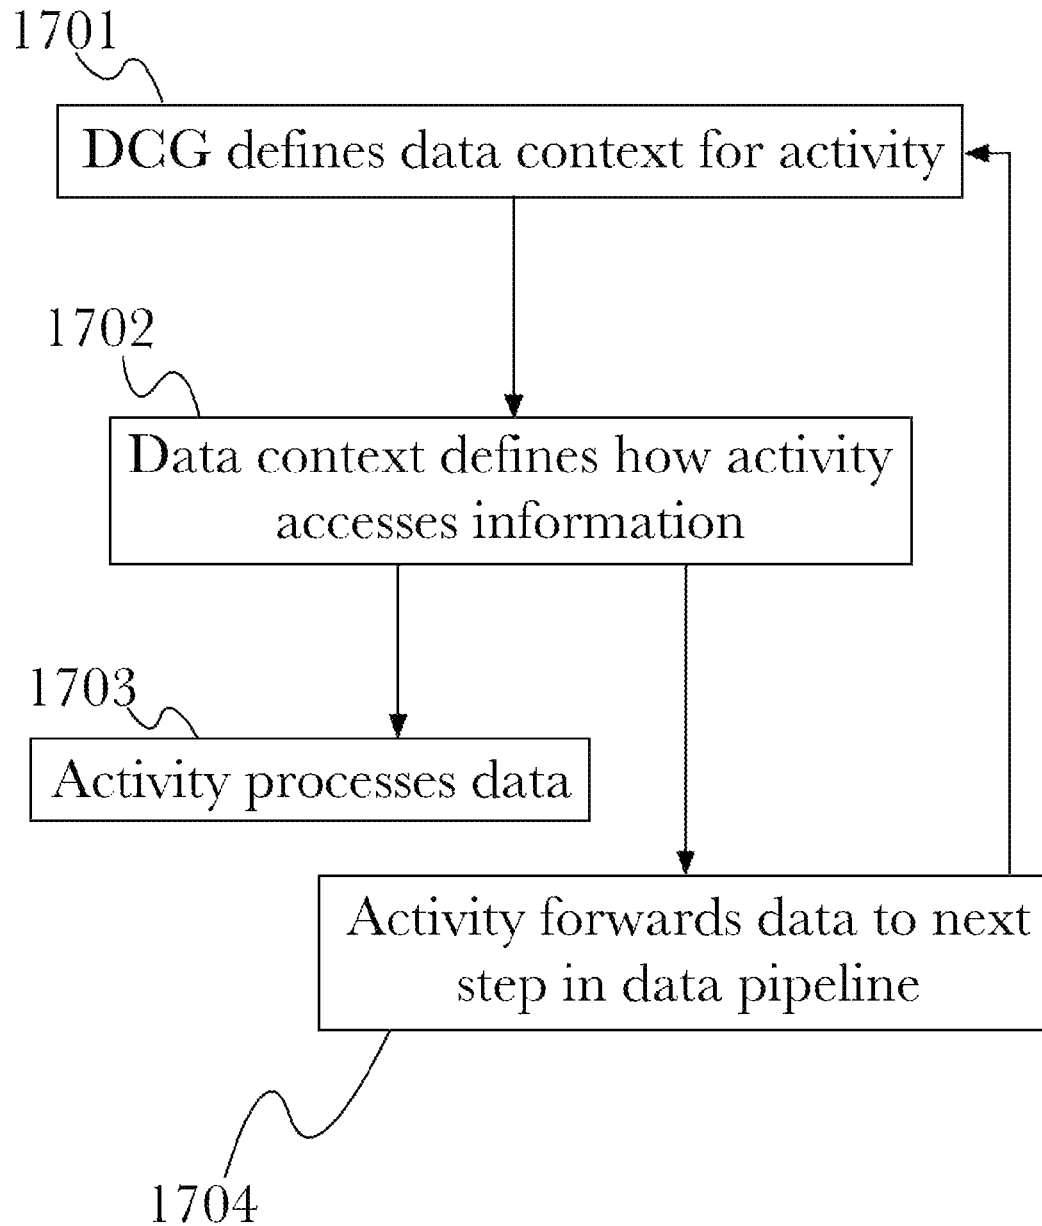 1701
DCG defines data context for activity
1702
Data context defines how activity
accesses information
1703
Activity processes data
Activity forwards data to next
step in data pipeline
1704